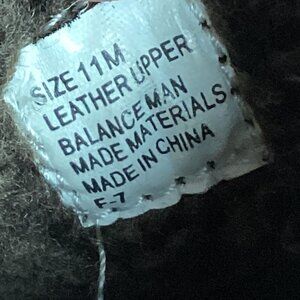 SIZE 11 M
LEATHER UPPER
BALANCE MAN
MADE MATERIALS
MADE IN CHINA
F-7